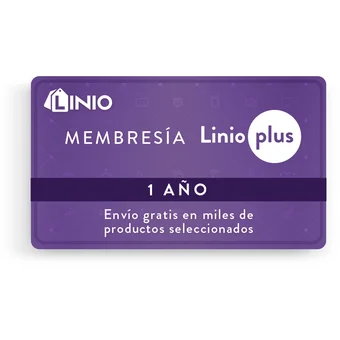 LINIO
MEMBRESÍA Linio plus
1 AÑO
Envío gratis en miles de
productos seleccionados